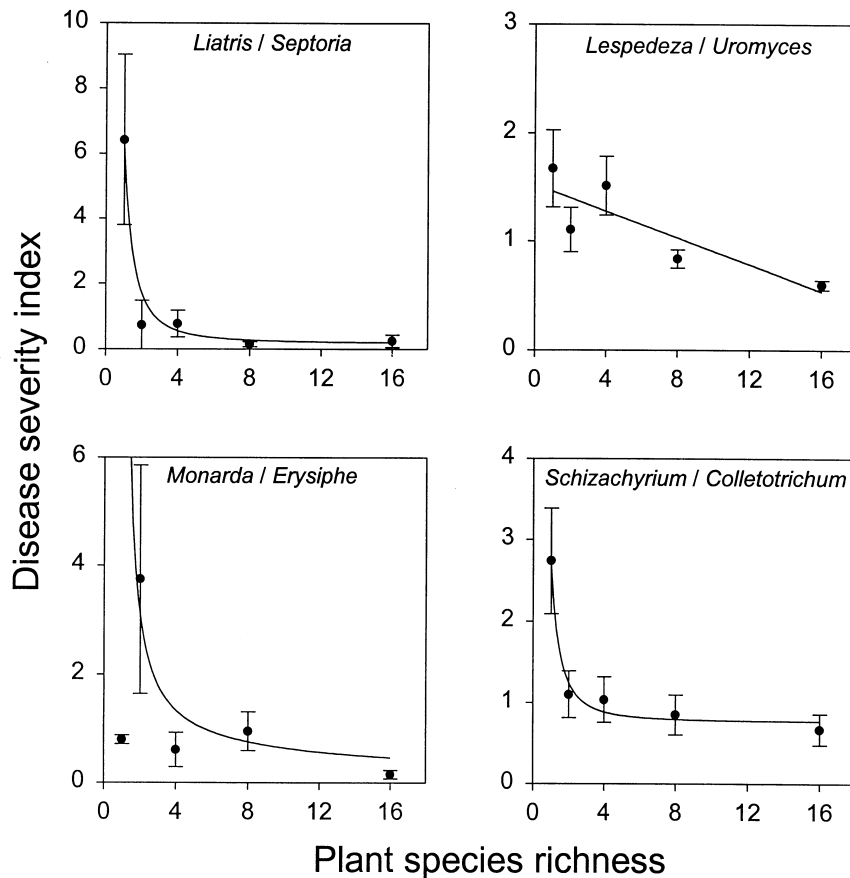 Liatris / Septoria
10
8
6
4
2
0
0 4 8 12 16
Lespedeza / Uromyces
3
2
1
0
0 4 8 12 16
Disease severity index
Monarda / Erysiphe
6
4
2
0
0 4 8 12 16
Schizachyrium / Colletotrichum
4
3
2
1
0
0 4 8 12 16
Plant species richness